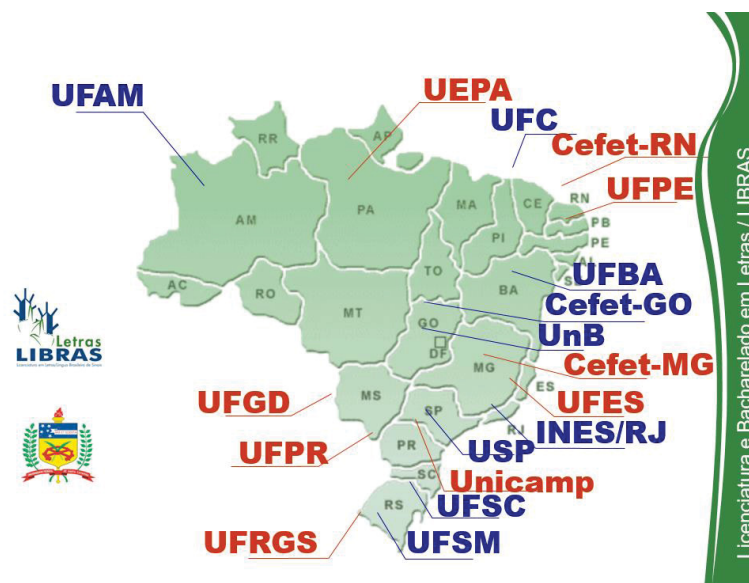 UFAM
UEPA
UFC
Cefet-RN
UFPE
RR
AP
AM
PA
MA
CE
RN
PB
PI
PE
AL
SE
AC
RO
TO
BA
MT
GO
DF
MG
ES
MS
SP
RJ
PR
SC
RS
UFBA
Cefet-GO
UnB
Cefet-MG
UFES
INES/RJ
USP
Unicamp
UFSC
UFSM
UFGD
UFPR
UFRGS
Letras
LIBRAS
Licenciatura e Bacharelado em Letras / LIBRAS